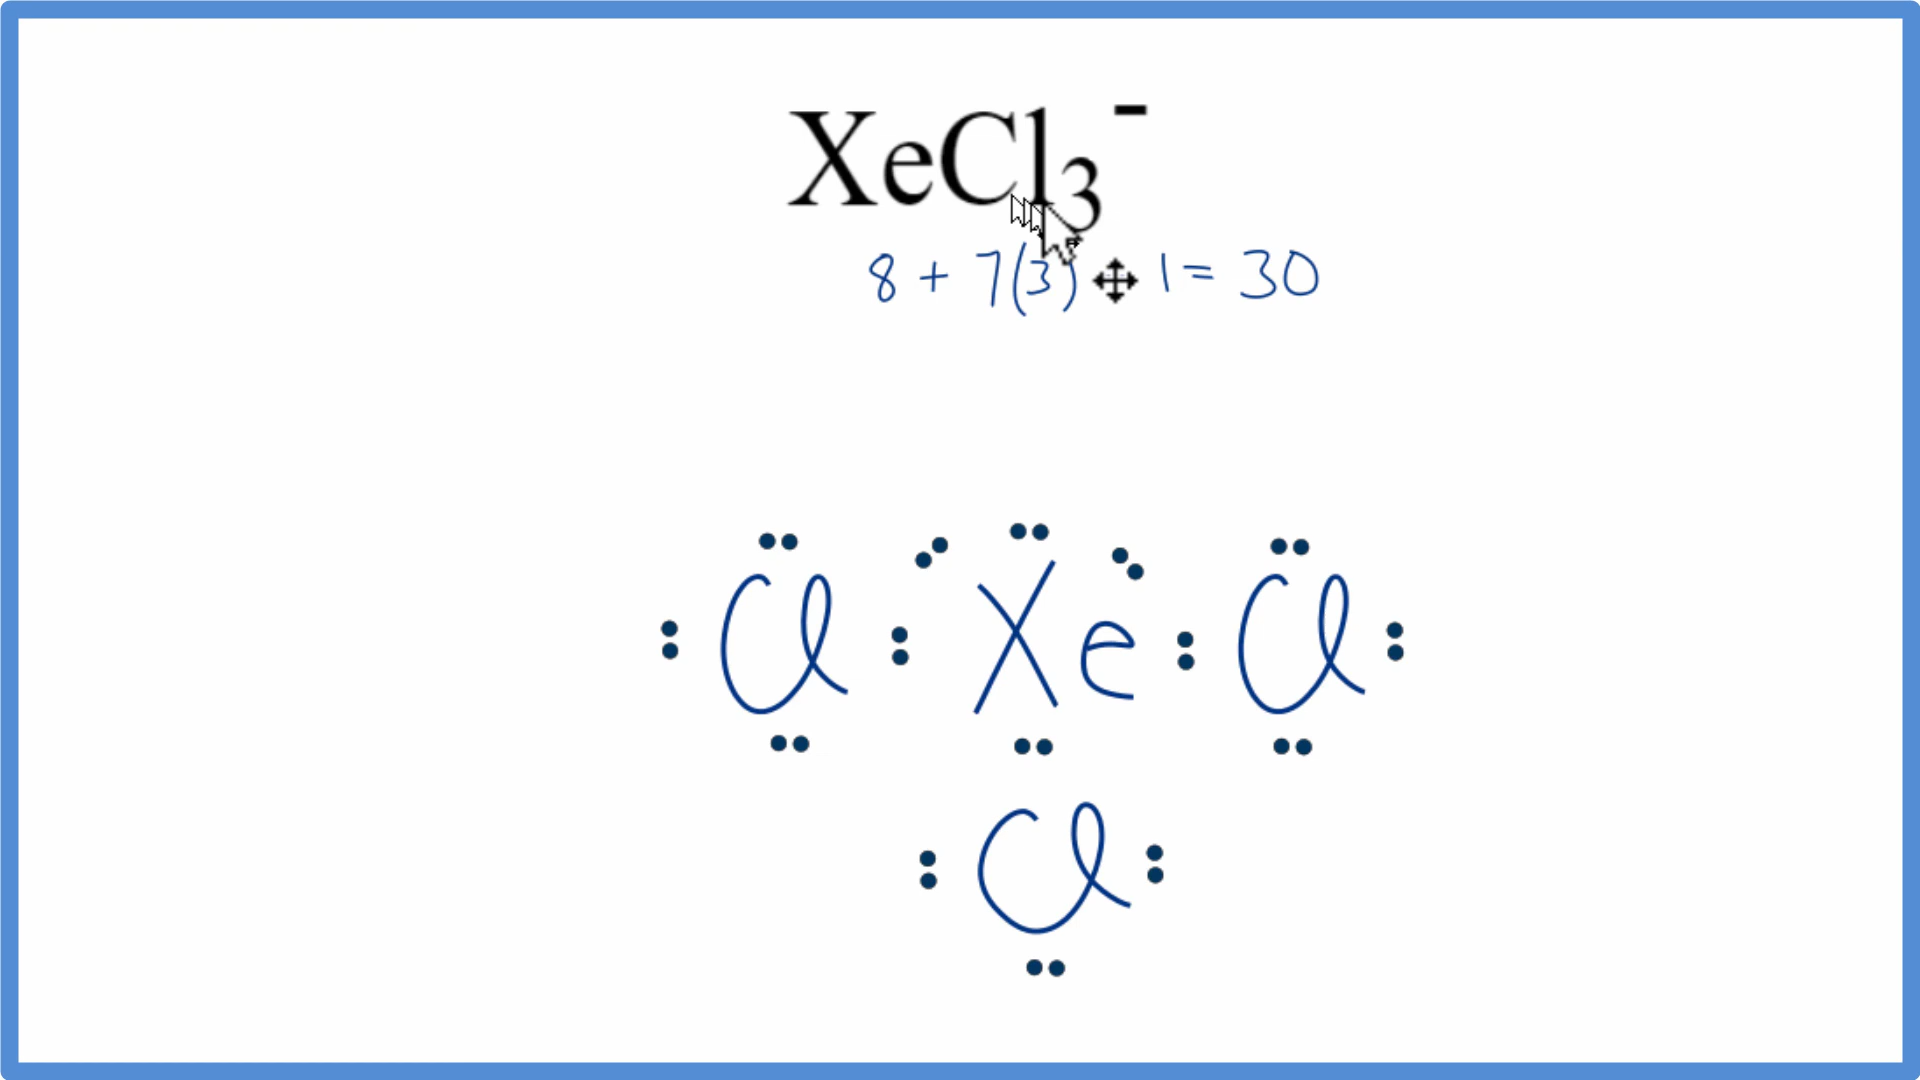 XeCl₃⁻
8 + 7(3) 1 = 30
Cl Xe Cl
Cl